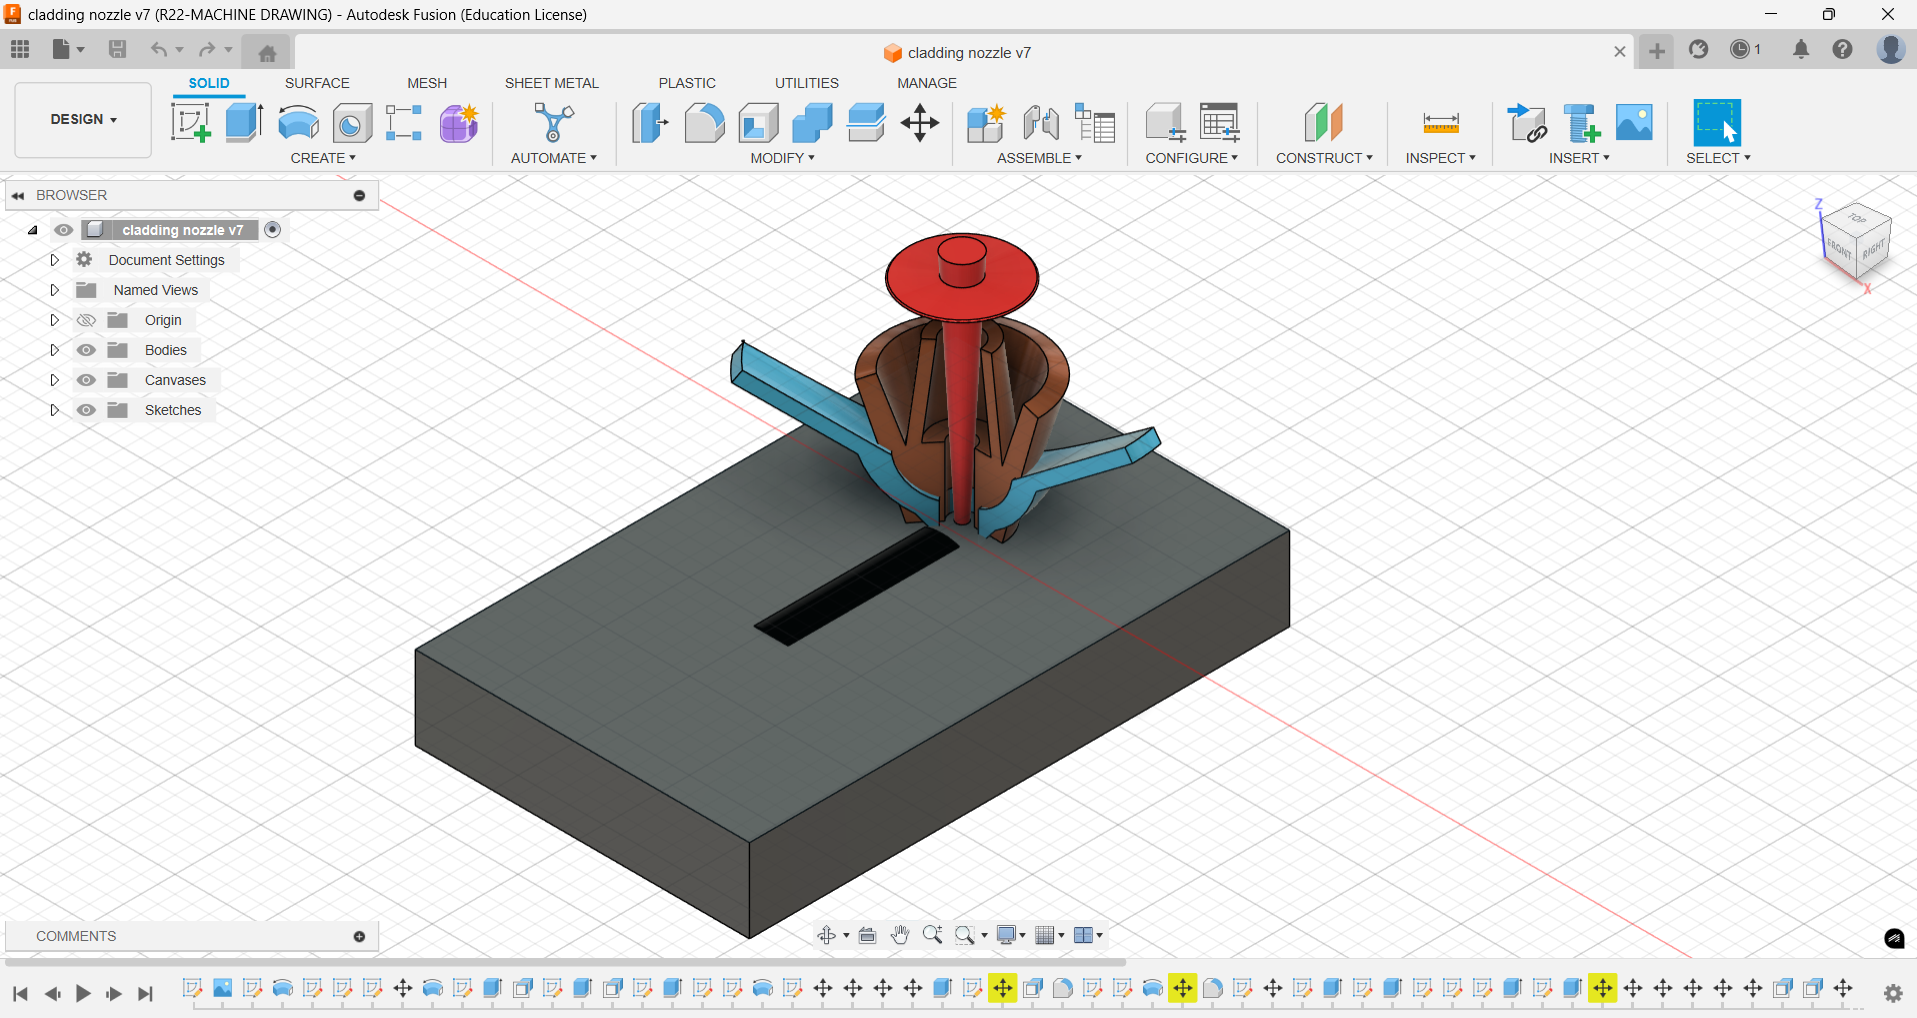 cladding nozzle v7 (R22-MACHINE DRAWING) - Autodesk Fusion (Education License)
cladding nozzle v7
1
DESIGN
SOLID SURFACE MESH SHEET METAL PLASTIC UTILITIES MANAGE
CREATE AUTOMATE MODIFY ASSEMBLE CONFIGURE CONSTRUCT INSPECT INSERT SELECT
BROWSER
cladding nozzle v7
Document Settings
Named Views
Origin
Bodies
Canvases
Sketches
Z
TOP
FRONT RIGHT
X
COMMENTS